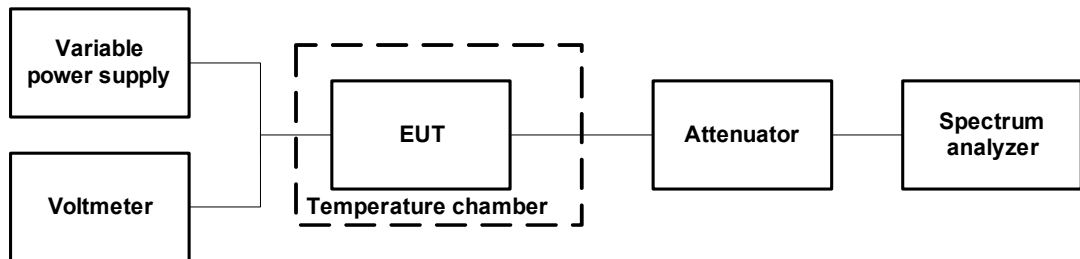 Variable
power supply
EUT
Attenuator
Spectrum
analyzer
Voltmeter
Temperature chamber